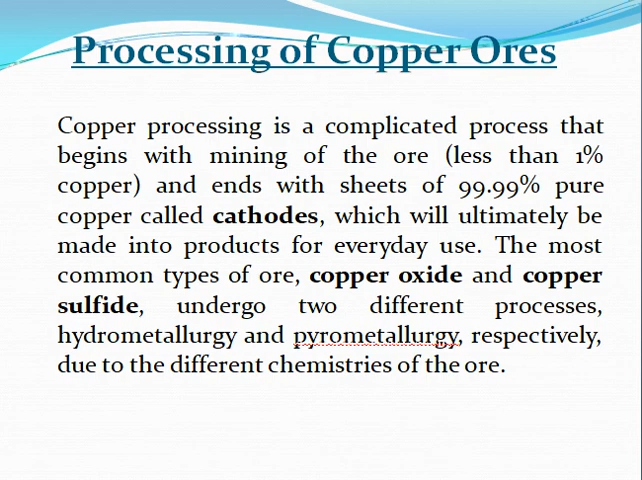 Processing of Copper Ores
Copper processing is a complicated process that
begins with mining of the ore (less than 1%
copper) and ends with sheets of 99.99% pure
copper called cathodes, which will ultimately be
made into products for everyday use. The most
common types of ore, copper oxide and copper
sulfide, undergo two different processes,
hydrometallurgy and pyrometallurgy, respectively,
due to the different chemistries of the ore.